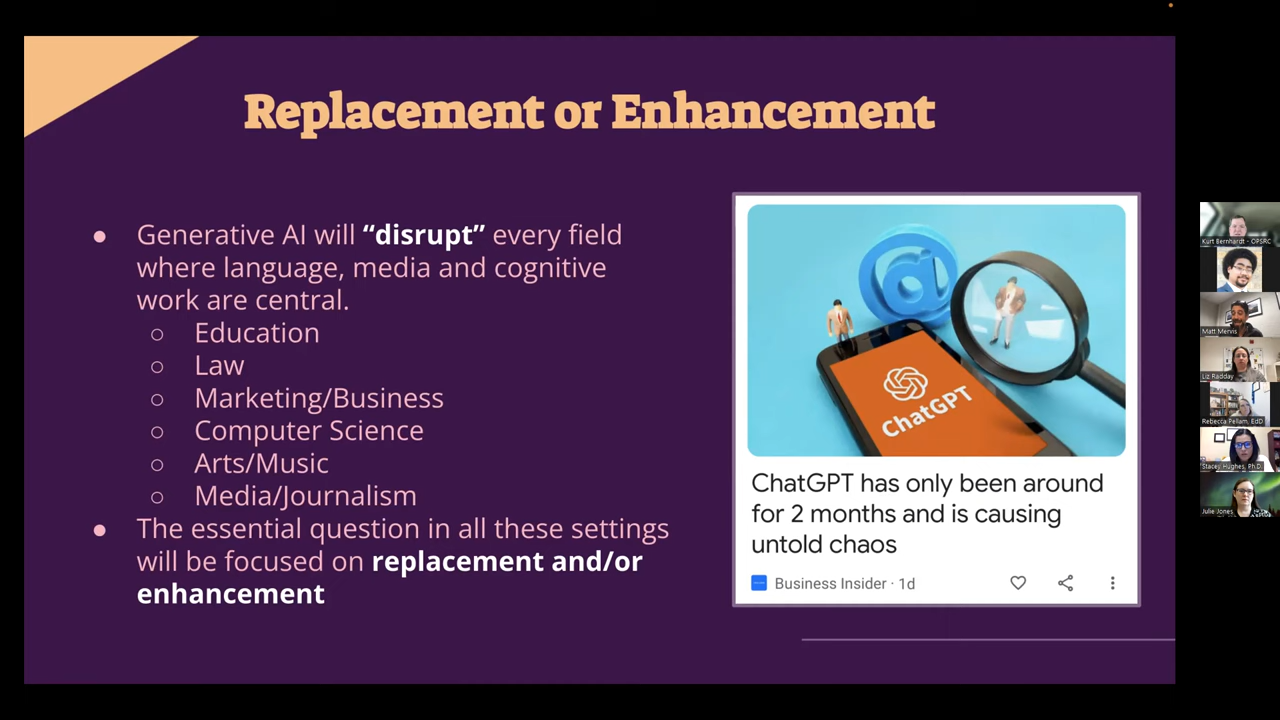 Replacement or Enhancement
● Generative AI will “disrupt” every field
where language, media and cognitive
work are central.
○ Education
○ Law
○ Marketing/Business
○ Computer Science
○ Arts/Music
○ Media/Journalism
● The essential question in all these settings
will be focused on replacement and/or
enhancement
@
ChatGPT
ChatGPT has only been around
for 2 months and is causing
untold chaos
Business Insider · 1d
Kurt Bernhardt - OPSRC
Matt Mervis
Liz Radday
Rebecca Pellam, EdD
Stacey Hughes, Ph.D.
Julie Jones